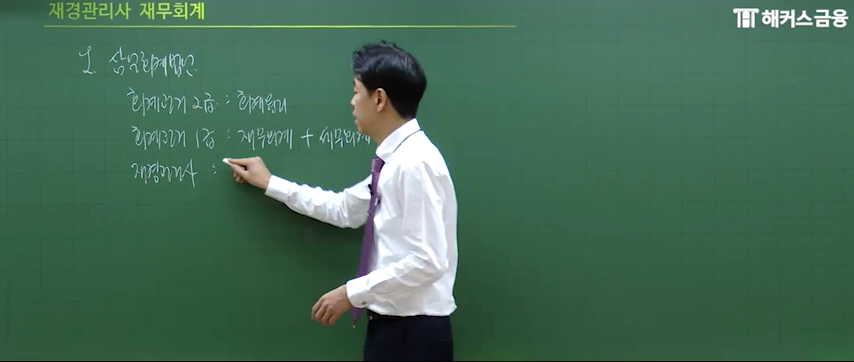 재경관리사 재무회계
해커스금융
1. 삼일회계법인
회계관리 2급 : 회계원리
회계관리 1급 : 재무회계 + 세무회계
재경관리사 :